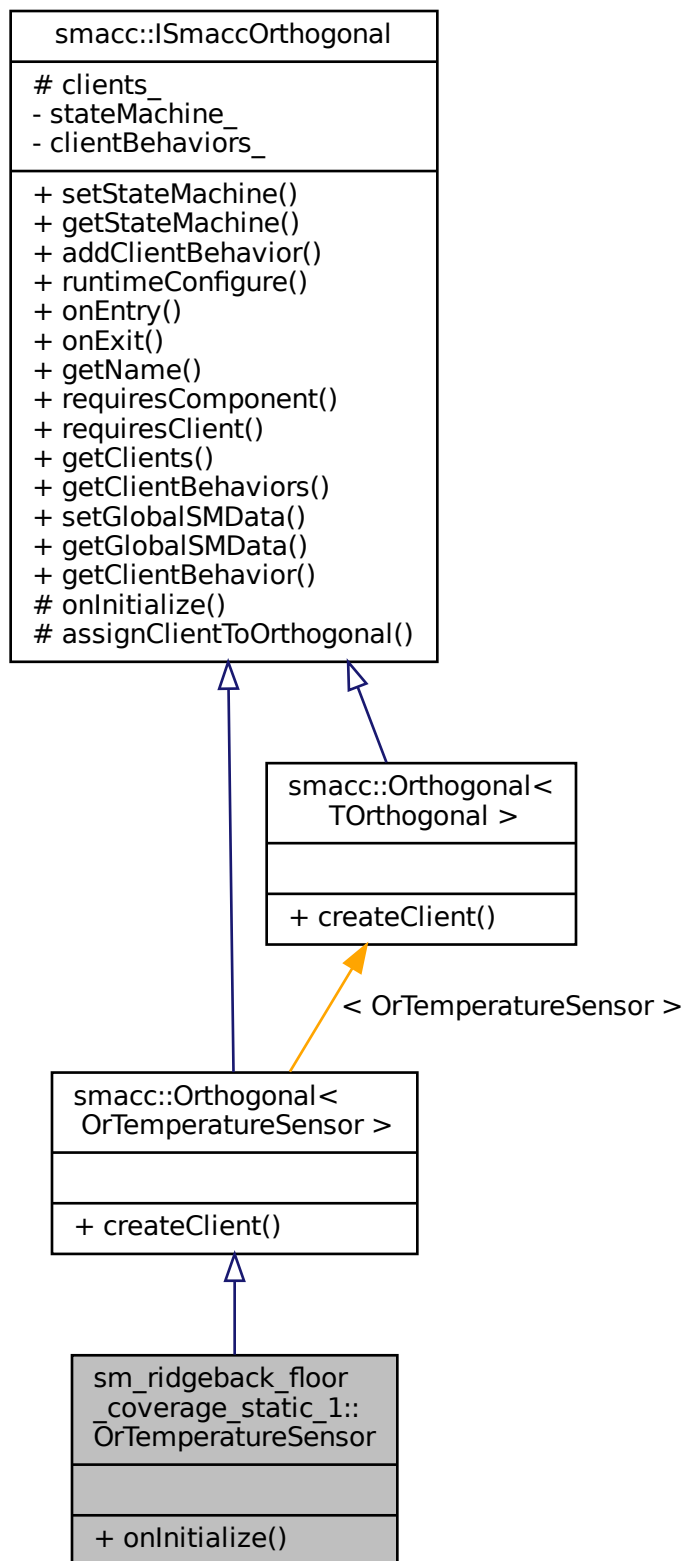 smacc::ISmaccOrthogonal
# clients_
- stateMachine_
- clientBehaviors_
+ setStateMachine()
+ getStateMachine()
+ addClientBehavior()
+ runtimeConfigure()
+ onEntry()
+ onExit()
+ getName()
+ requiresComponent()
+ requiresClient()
+ getClients()
+ getClientBehaviors()
+ setGlobalSMData()
+ getGlobalSMData()
+ getClientBehavior()
# onInitialize()
# assignClientToOrthogonal()
smacc::Orthogonal<
TOrthogonal >
+ createClient()
< OrTemperatureSensor >
smacc::Orthogonal<
OrTemperatureSensor >
+ createClient()
sm_ridgeback_floor
_coverage_static_1::
OrTemperatureSensor
+ onInitialize()